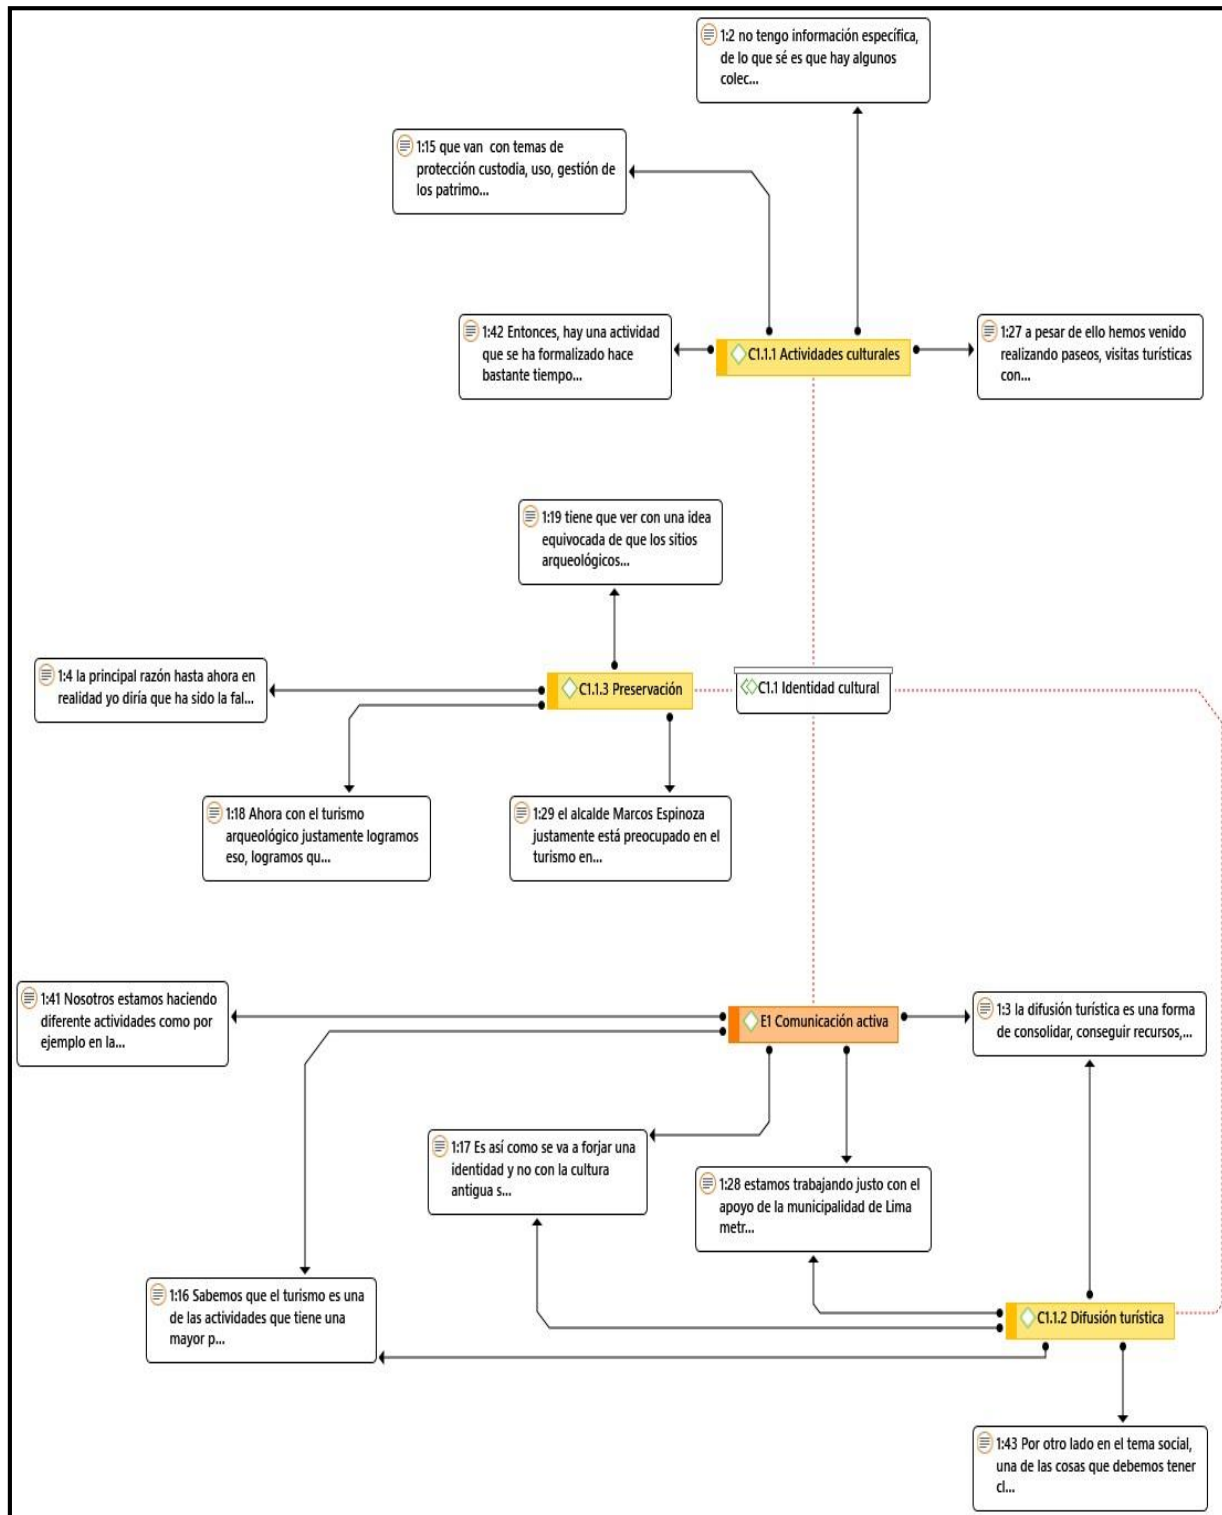 1:2 no tengo información específica,
de lo que sé es que hay algunos
colec...
1:15 que van con temas de
protección custodia, uso, gestión de
los patrimo...
1:42 Entonces, hay una actividad
que se ha formalizado hace
bastante tiempo...
C1.1.1 Actividades culturales
1:27 a pesar de ello hemos venido
realizando paseos, visitas turísticas
con...
1:19 tiene que ver con una idea
equivocada de que los sitios
arqueológicos...
1:4 la principal razón hasta ahora en
realidad yo diría que ha sido la fal...
C1.1.3 Preservación
C1.1 Identidad cultural
1:18 Ahora con el turismo
arqueológico justamente logramos
eso, logramos qu...
1:29 el alcalde Marcos Espinoza
justamente está preocupado en el
turismo en...
1:41 Nosotros estamos haciendo
diferente actividades como por
ejemplo en la...
E1 Comunicación activa
1:3 la difusión turística es una forma
de consolidar, conseguir recursos,...
1:17 Es así como se va a forjar una
identidad y no con la cultura
antigua s...
1:28 estamos trabajando justo con el
apoyo de la municipalidad de Lima
metr...
1:16 Sabemos que el turismo es una
de las actividades que tiene una
mayor p...
C1.1.2 Difusión turística
1:43 Por otro lado en el tema social,
una de las cosas que debemos tener
cl...